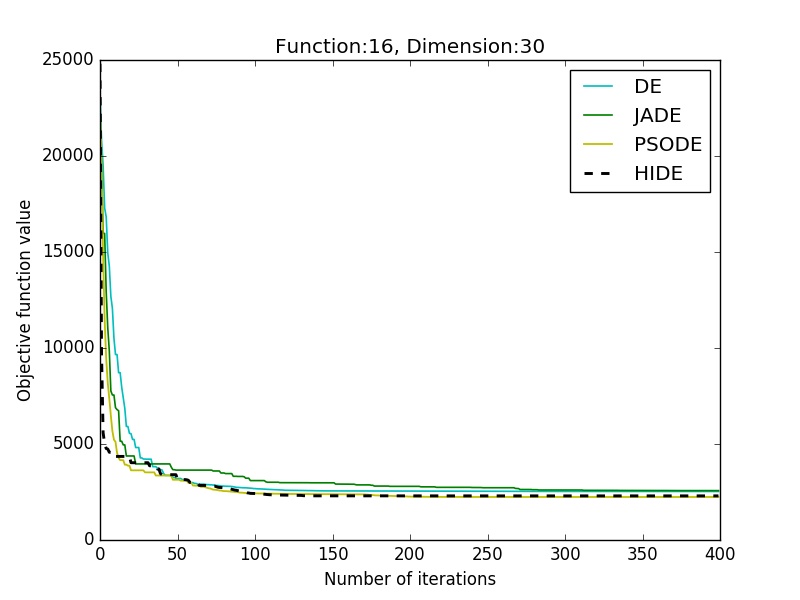 Function:16, Dimension:30
25000
20000
15000
10000
5000
0
Objective function value
DE
JADE
PSODE
HIDE
0 50 100 150 200 250 300 350 400
Number of iterations